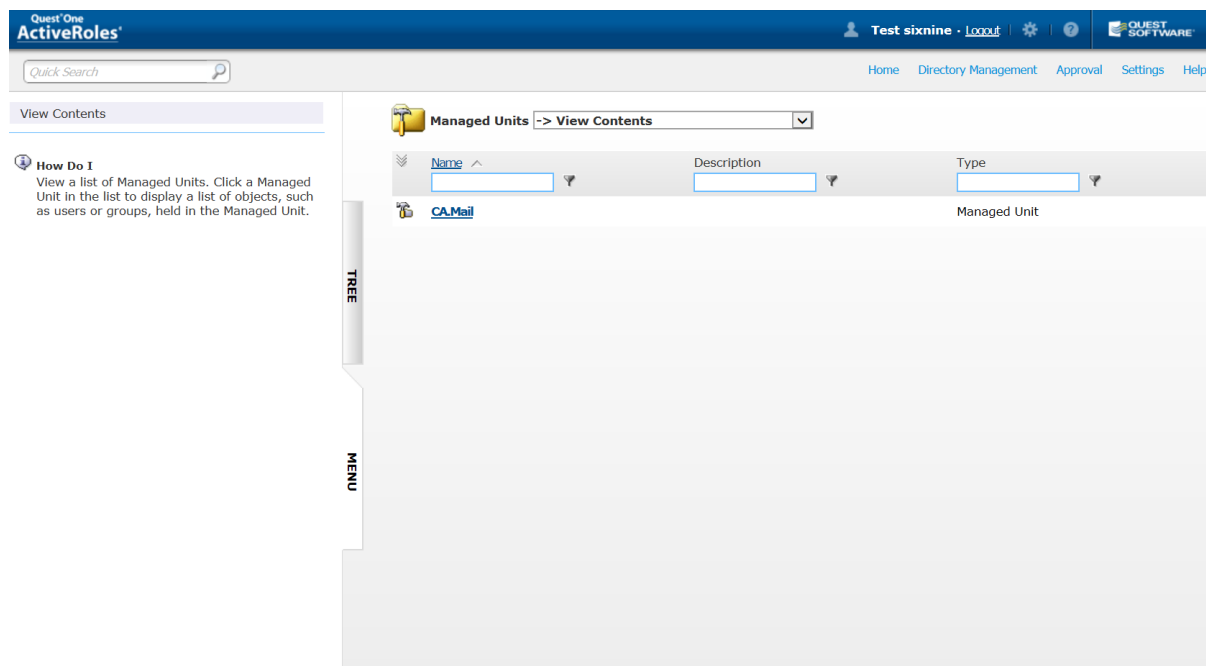 Quest One
ActiveRoles
Test sixnine · Logout
QUEST SOFTWARE
Quick Search
Home Directory Management Approval Settings Help
View Contents
How Do I
View a list of Managed Units. Click a Managed
Unit in the list to display a list of objects, such
as users or groups, held in the Managed Unit.
TREE
MENU
Managed Units -> View Contents
Name Description Type
CA.Mail Managed Unit